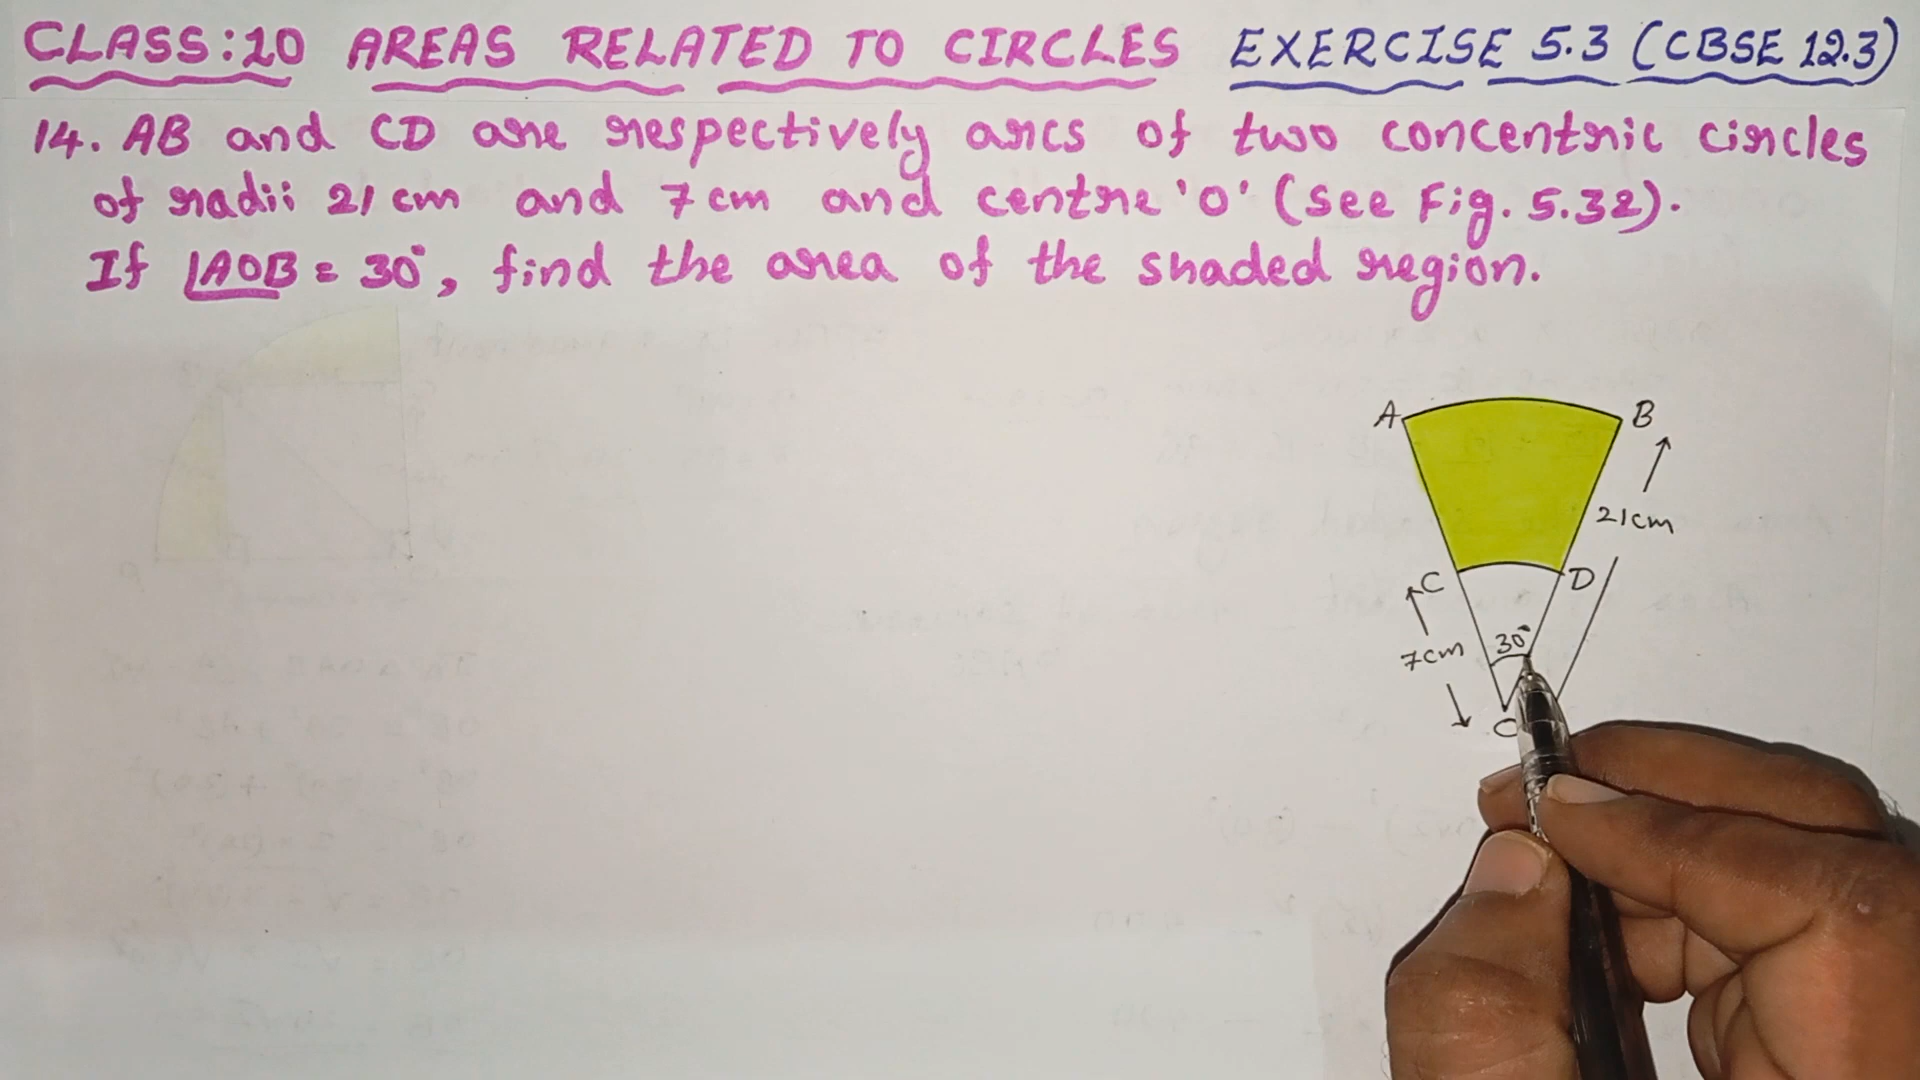 CLASS:10 AREAS RELATED TO CIRCLES EXERCISE 5.3 (CBSE 12.3)
14. AB and CD are respectively arcs of two concentric circles
of radii 21 cm and 7 cm and centre 'O' (see Fig. 5.32).
If ∠AOB = 30°, find the area of the shaded region.
A B
21cm
C D
30°
7cm
O